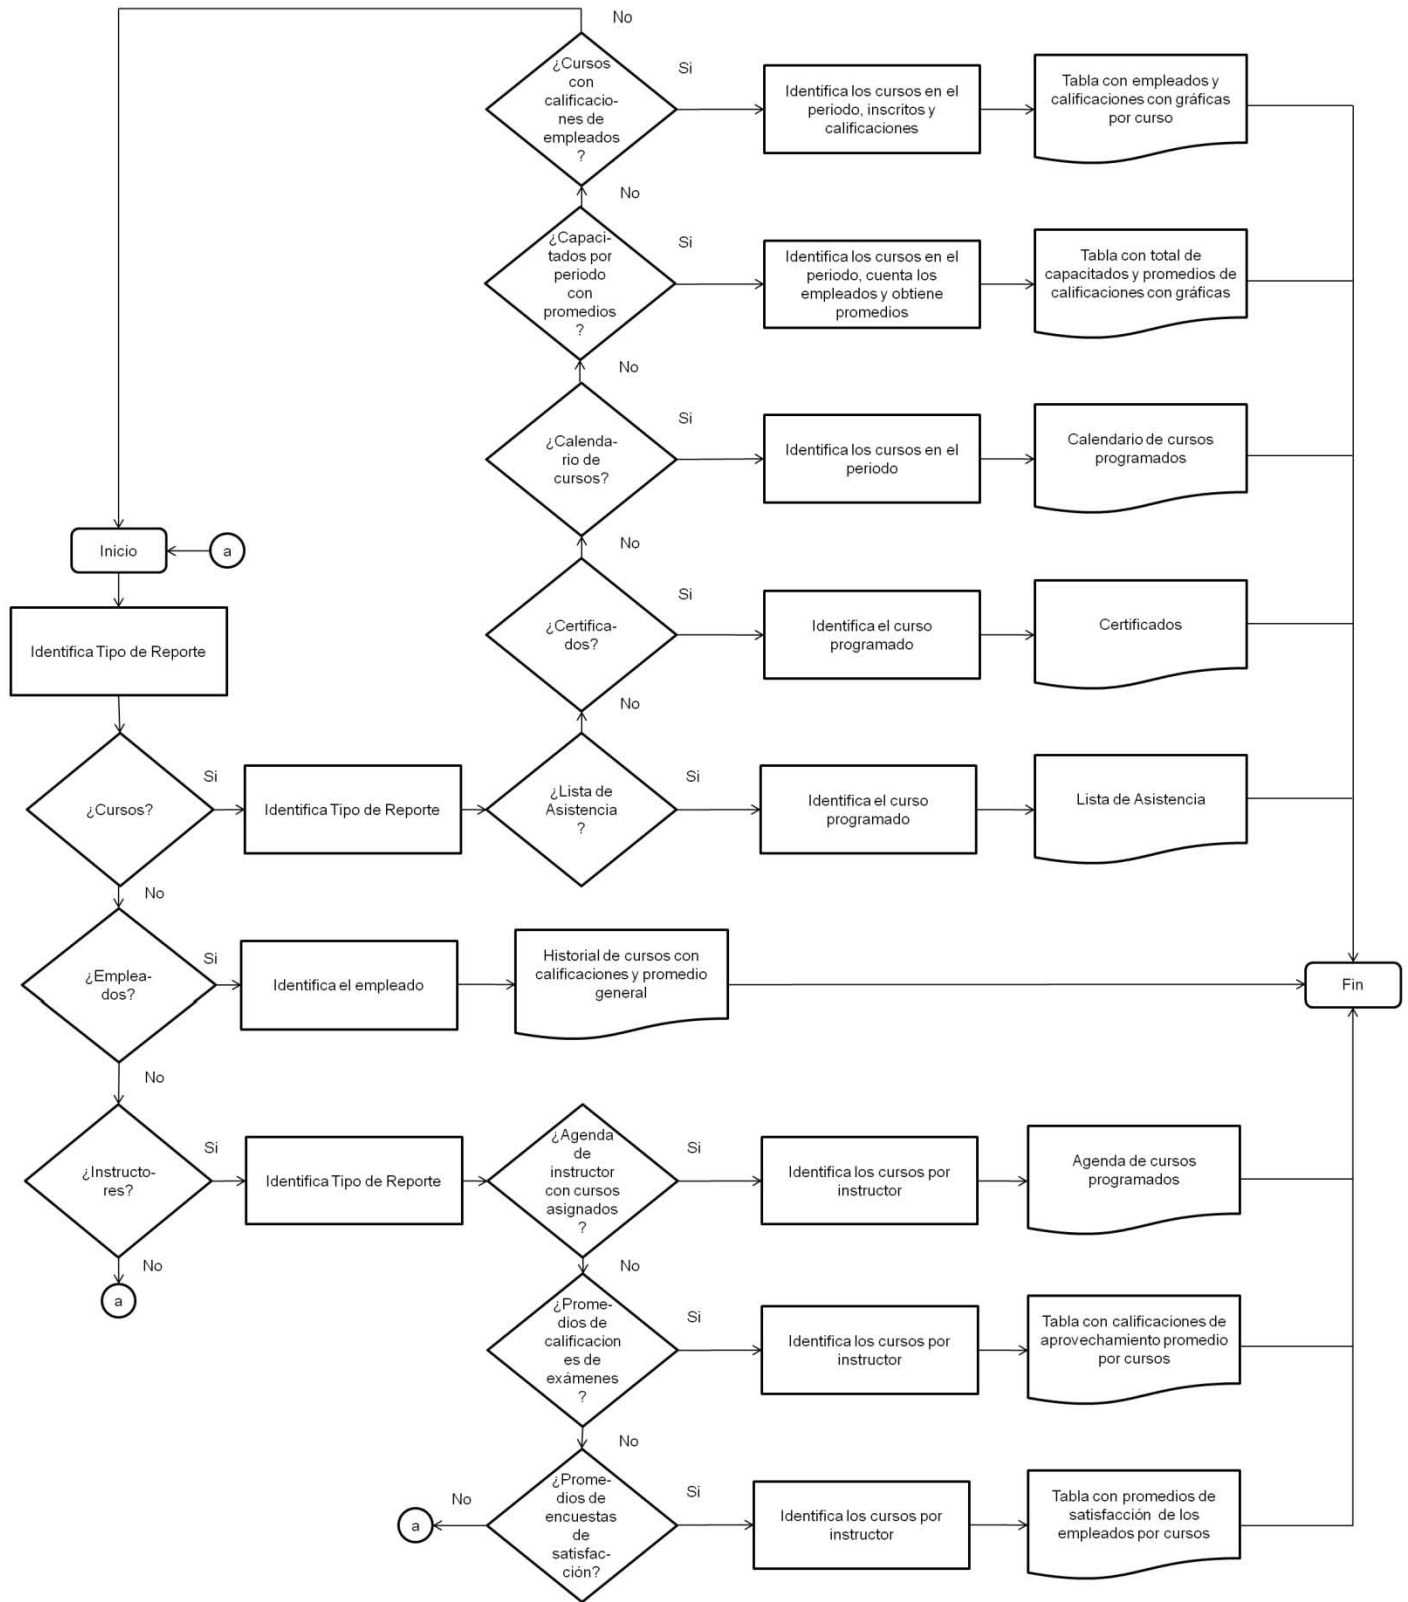 No
¿Cursos
con
calificacio-
nes de
empleados
?
Si
Identifica los cursos en el
periodo, inscritos y
calificaciones
Tabla con empleados y
calificaciones con gráficas
por curso
No
¿Capaci-
tados por
periodo
con
promedios
?
Si
Identifica los cursos en el
periodo, cuenta los
empleados y obtiene
promedios
Tabla con total de
capacitados y promedios de
calificaciones con gráficas
No
¿Calenda-
rio de
cursos?
Si
Identifica los cursos en el
periodo
Calendario de cursos
programados
Inicio
a
No
¿Certifica-
dos?
Si
Identifica el curso
programado
Certificados
Identifica Tipo de Reporte
No
¿Cursos?
Si
Identifica Tipo de Reporte
¿Lista de
Asistencia
?
Si
Identifica el curso
programado
Lista de Asistencia
No
¿Emplea-
dos?
Si
Identifica el empleado
Historial de cursos con
calificaciones y promedio
general
Fin
No
¿Instructo-
res?
Si
Identifica Tipo de Reporte
¿Agenda
de
instructor
con cursos
asignados
?
Si
Identifica los cursos por
instructor
Agenda de cursos
programados
No
a
No
¿Prome-
dios de
calificacion
es de
exámenes
?
Si
Identifica los cursos por
instructor
Tabla con calificaciones de
aprovechamiento promedio
por cursos
No
¿Prome-
dios de
encuestas
de
satisfac-
ción?
No
a
Si
Identifica los cursos por
instructor
Tabla con promedios de
satisfacción de los
empleados por cursos